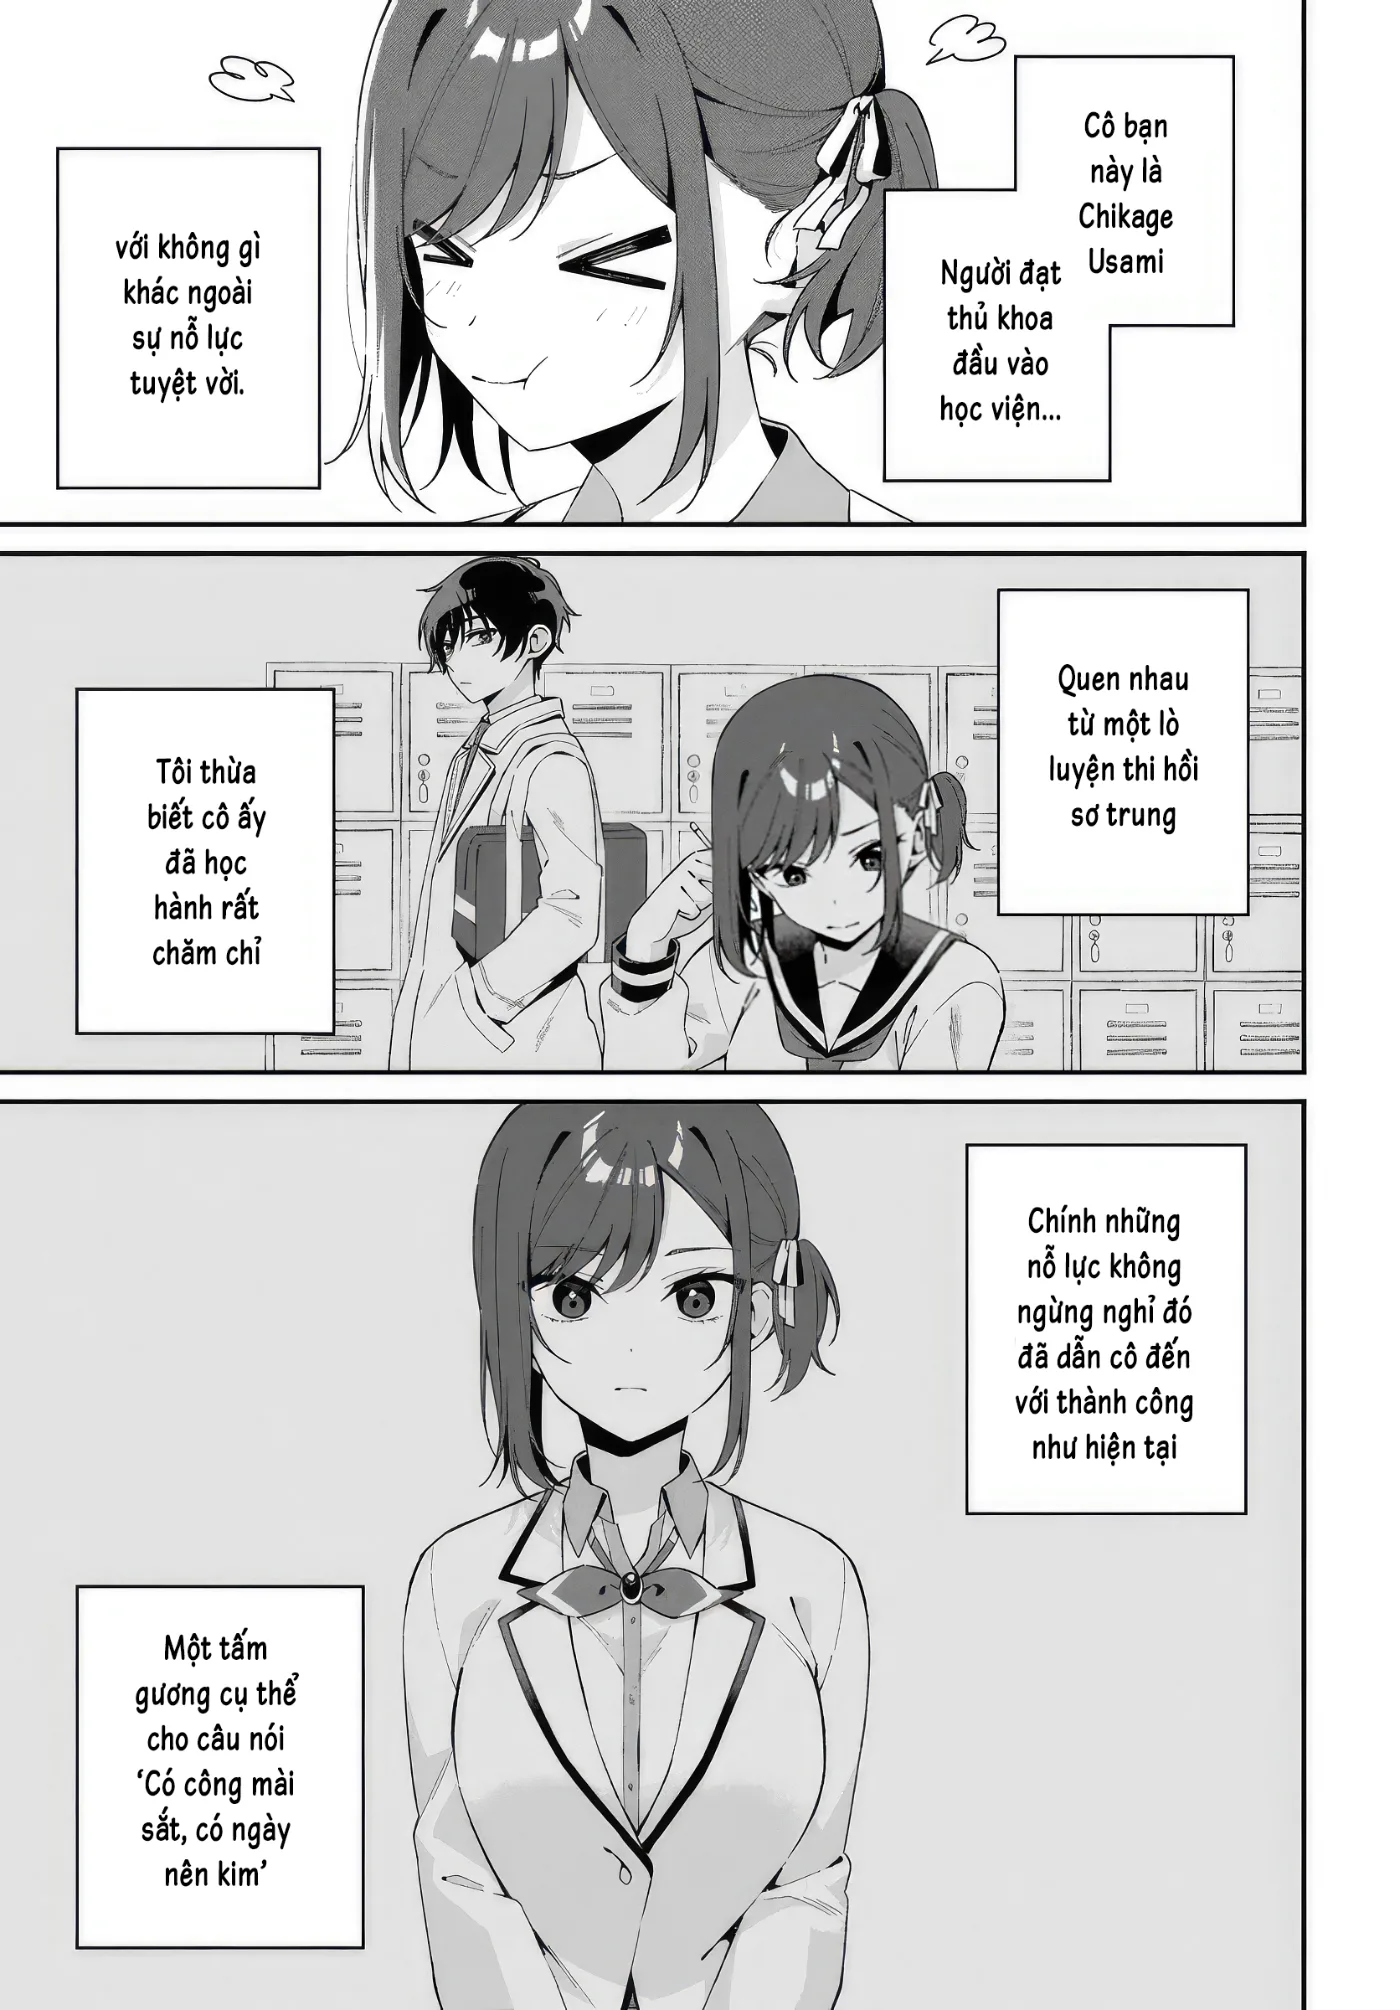 Cô bạn
này là
Chikage
Usami
Người đạt
thủ khoa
đầu vào
học viện...
với không gì
khác ngoài
sự nỗ lực
tuyệt vời.
Quen nhau
từ một lò
luyện thi hồi
sơ trung
Tôi thừa
biết cô ấy
đã học
hành rất
chăm chỉ
Chính những
nỗ lực không
ngừng nghỉ đó
đã dẫn cô đến
với thành công
như hiện tại
Một tấm
gương cụ thể
cho câu nói
‘Có công mài
sắt, có ngày
nên kim’